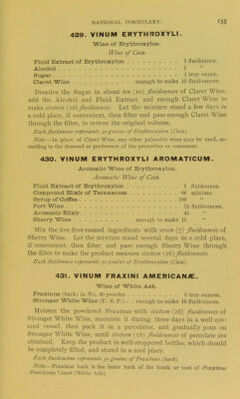 NATIONAL FORMULARY. 135
429. VINUM ERYTHROXYLI.
Wine of Erythroxylon.
Wine of Coca.
Fluid Extract of Erythroxylon . . . . . . . . 1 fluidounce.
Alcohol . . . . . . . . 1 "
Sugar . . . . . . . . 1 troy ounce.
Claret Wine . . . . . . enough to make 16 fluidounces.
Dissolve the Sugar in about ten (10) fluidounces of Claret Wine,
add the Alcohol and Fluid Extract, and enough Claret Wine to
make sixteen (16) fluidounces. Let the mixture stand a few days in
a cold place, if convenient, then filter and pass enough Claret Wine
through the filter, to restore the original volume.
Each fluidounce represents 30 grains of Erythroxylon (Coca).
Note.—In place of Claret Wine, any other palatable wine may be used, ac-
cording to the demand or preference of the prescriber or consumer.
430. VINUM ERYTHROXYLI AROMATICUM.
Aromatic Wine of Erythroxylon.
Aromatic Wine of Coca.
Fluid Extract of Erythroxylon . . . . . . . . 1 fluidounce.
Compound Elixir of Taraxacum . . . . . . . . 60 minims.
Syrup of Coffee . . . . . . . . 180 "
Port Wine . . . . . . . . fluidounces.
Aromatic Elixir . . . . . . . . "
Sherry Wine . . . . . . enough to make 16 "
Mix the five first-named ingredients with seven (7) fluidounces of
Sherry Wine. Let the mixture stand several days in a cold place,
if convenient, then filter, and pass enough Sherry Wine through
the filter to make the product measure sixteen (16) fluidounces.
Each fluidounce represents 30 grains of Erythroxylon (Coca).
431. VINUM FRAXINI AMERICANÆ.
Wine of White Ash.
Fraxinus (bark) in No. 60 powder . . . . . . . . 8 troy ounces.
Stronger White Wine (U. S. P.) . . enough to make 16 fluidounces.
Moisten the powdered Fraxinus with sixteen (16) fluidounces of
Stronger White Wine, macerate it during three days in a well cov-
ered vessel, then pack it in a percolator, and gradually pour on
Stronger White Wine, until sixteen (16) fluidounces of percolate are
obtained. Keep the product in well-stoppered bottles, which should
be completely filled, and stored in a cool place.
Each fluidrachm represents 30 grains of Fraxinus (bark).
Note.—Fraxinus bark is the inner bark of the trunk or root of Fraxinus
Americana Linné (White Ash).